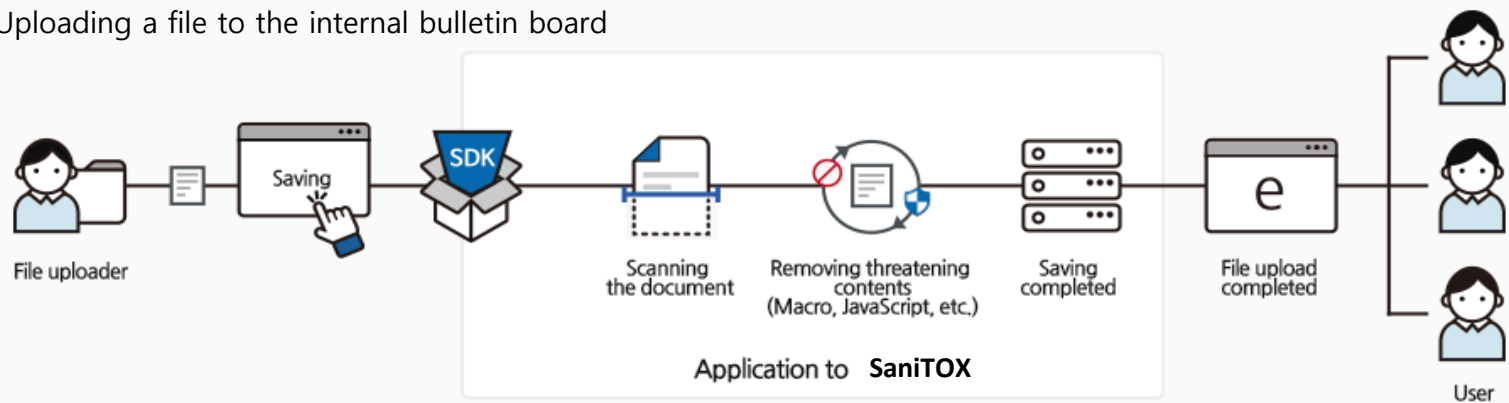 Uploading a file to the internal bulletin board
Saving
SDK
e
File uploader
Scanning
the document
Removing threatening
contents
(Macro, JavaScript, etc.)
Saving
completed
File upload
completed
Application to SaniTOX
User